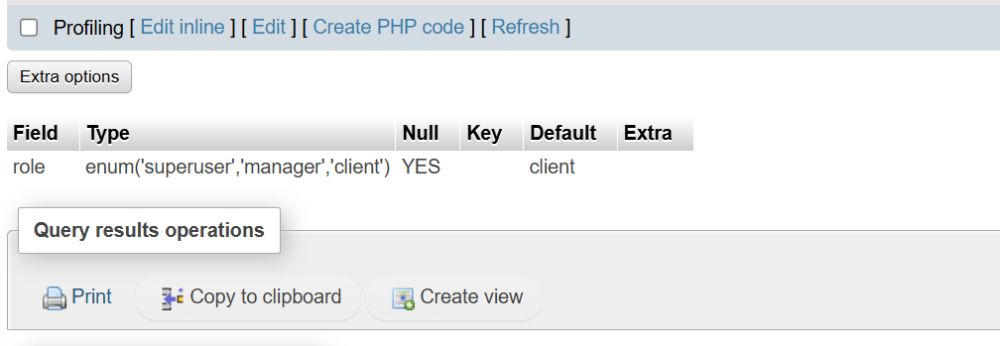 Profiling [ Edit inline ] [ Edit ] [ Create PHP code ] [ Refresh ]
Extra options
Field Type Null Key Default Extra
role enum('superuser','manager','client') YES client
Query results operations
Print Copy to clipboard Create view